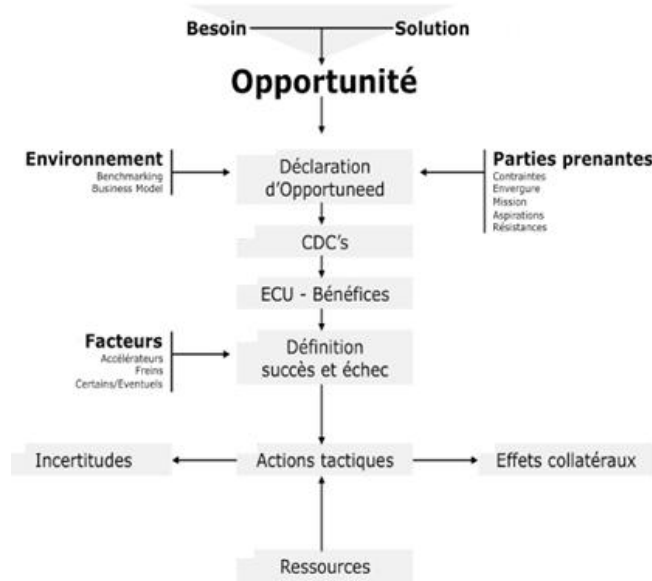 Besoin
Solution
Opportunité
Environnement
Benchmarking
Business Model
Déclaration
d'Opportuneed
Parties prenantes
Contraintes
Envergure
Mission
Aspirations
Résistances
CDC's
ECU - Bénéfices
Facteurs
Accélérateurs
Freins
Certains/Éventuels
Définition
succès et échec
Incertitudes
Actions tactiques
Effets collatéraux
Ressources